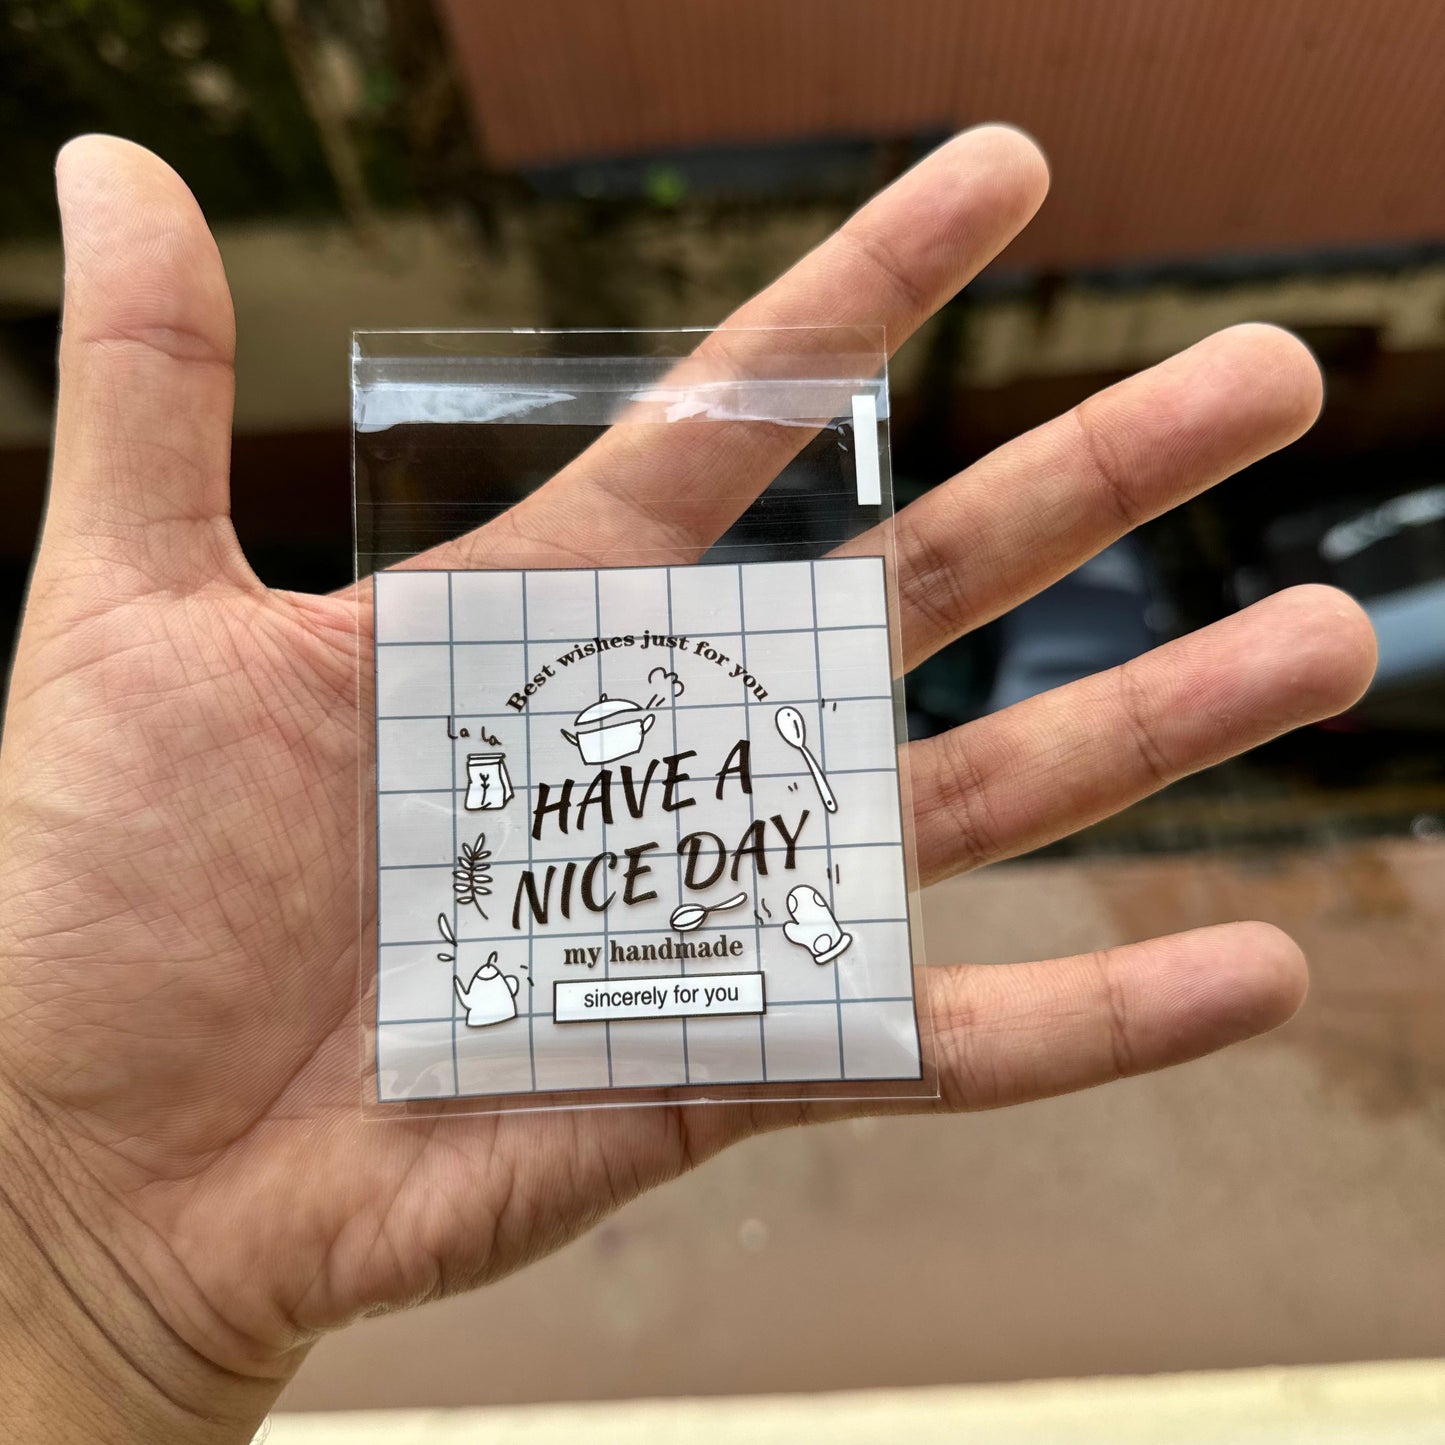 Best wishes just for you
La La
HAVE A
NICE DAY
my handmade
sincerely for you